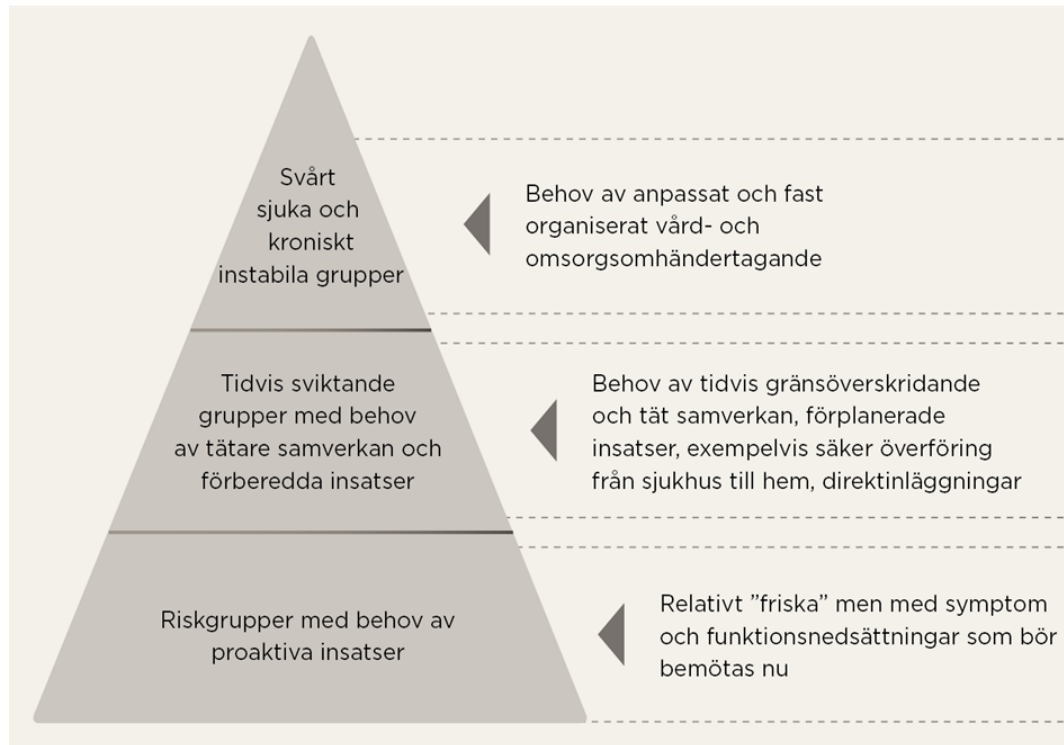 Svårt
sjuka och
kroniskt
instabila grupper
Behov av anpassat och fast
organiserat vård- och
omsorgsomhändertagande
Tidvis sviktande
grupper med behov
av tätare samverkan och
förberedda insatser
Behov av tidvis gränsöverskridande
och tät samverkan, förplanerade
insatser, exempelvis säker överföring
från sjukhus till hem, direktinläggningar
Riskgrupper med behov av
proaktiva insatser
Relativt ”friska” men med symptom
och funktionsnedsättningar som bör
bemötas nu